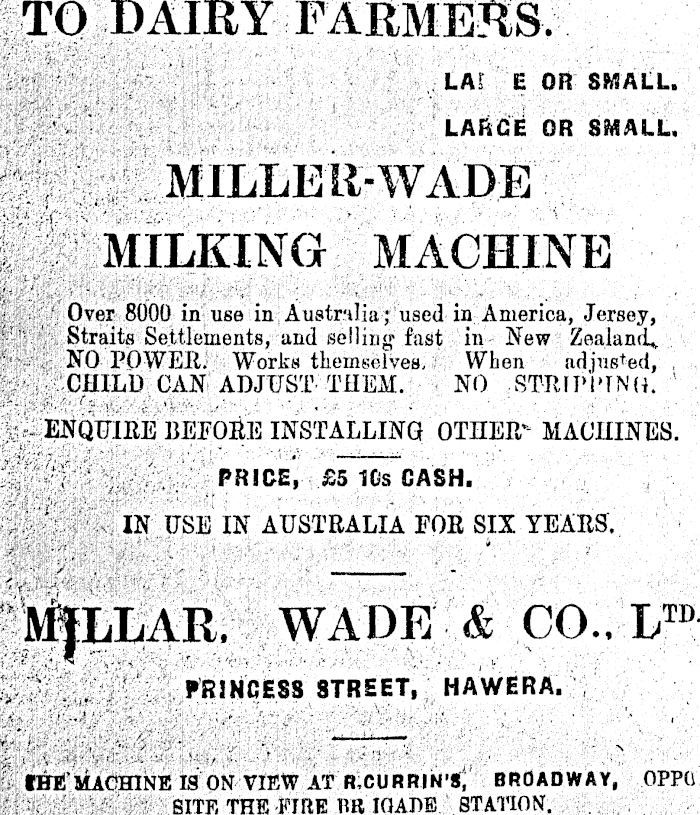 TO DAIRY FARMERS.
LA E OR SMALL.
LARGE OR SMALL.
MILLER-WADE
MILKING MACHINE
Over 8000 in use in Australia; used in America, Jersey,
Straits Settlements, and selling fast in New Zealand.
NO POWER. Works themselves. When adjusted,
CHILD CAN ADJUST THEM. NO STRIPPING.
ENQUIRE BEFORE INSTALLING OTHER MACHINES.
PRICE, £5 10s CASH.
IN USE IN AUSTRALIA FOR SIX YEARS.
MILLAR, WADE & CO., LTD.
PRINCESS STREET, HAWERA.
THE MACHINE IS ON VIEW AT R. CURRIN'S, BROADWAY, OPPO
SITE THE FIRE BRIGADE STATION.